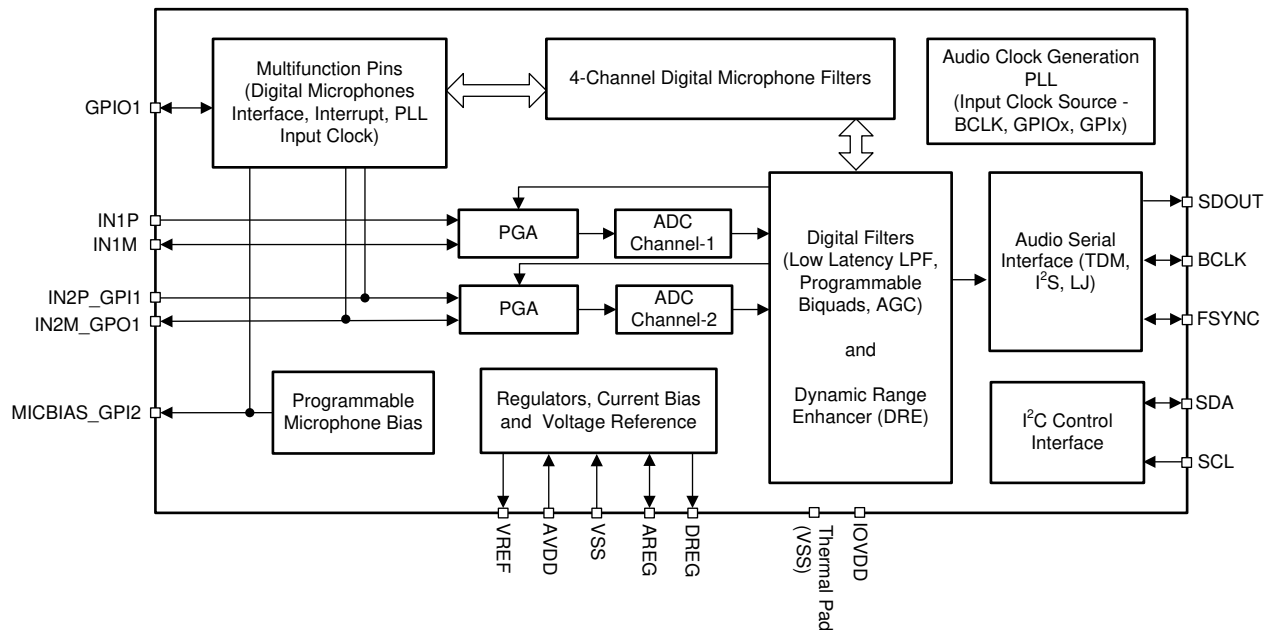 Multifunction Pins
(Digital Microphones
Interface, Interrupt, PLL
Input Clock)
4-Channel Digital Microphone Filters
Audio Clock Generation
PLL
(Input Clock Source -
BCLK, GPIOx, GPIx)
GPIO1
IN1P
IN1M
IN2P_GPI1
IN2M_GPO1
MICBIAS_GPI2
PGA
ADC
Channel-1
PGA
ADC
Channel-2
Digital Filters
(Low Latency LPF,
Programmable
Biquads, AGC)
and
Dynamic Range
Enhancer (DRE)
Audio Serial
Interface (TDM,
I²S, LJ)
SDOUT
BCLK
FSYNC
Programmable
Microphone Bias
Regulators, Current Bias
and Voltage Reference
I²C Control
Interface
SDA
SCL
VREF
AVDD
VSS
AREG
DREG
Thermal Pad
(VSS)
IOVDD